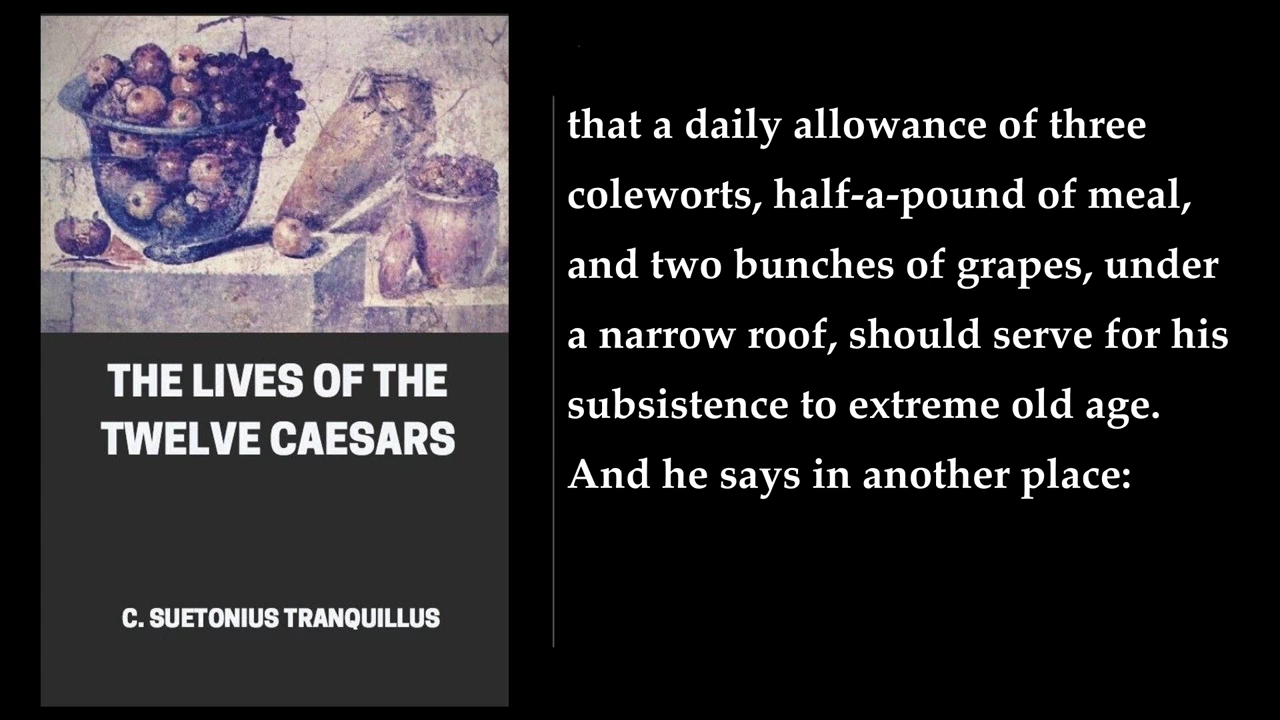 THE LIVES OF THE
TWELVE CAESARS
C. SUETONIUS TRANQUILLUS
that a daily allowance of three
coleworts, half-a-pound of meal,
and two bunches of grapes, under
a narrow roof, should serve for his
subsistence to extreme old age.
And he says in another place: